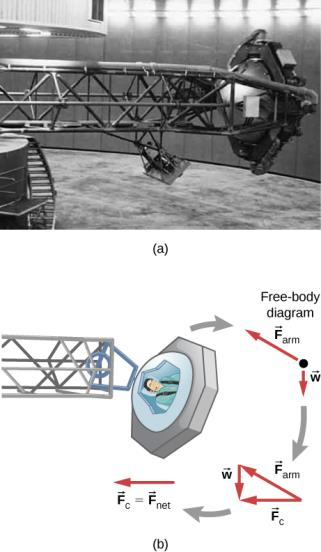 (a)
Free-body
diagram
F⃗arm
w⃗
w⃗
F⃗arm
F⃗c
F⃗c = F⃗net
(b)